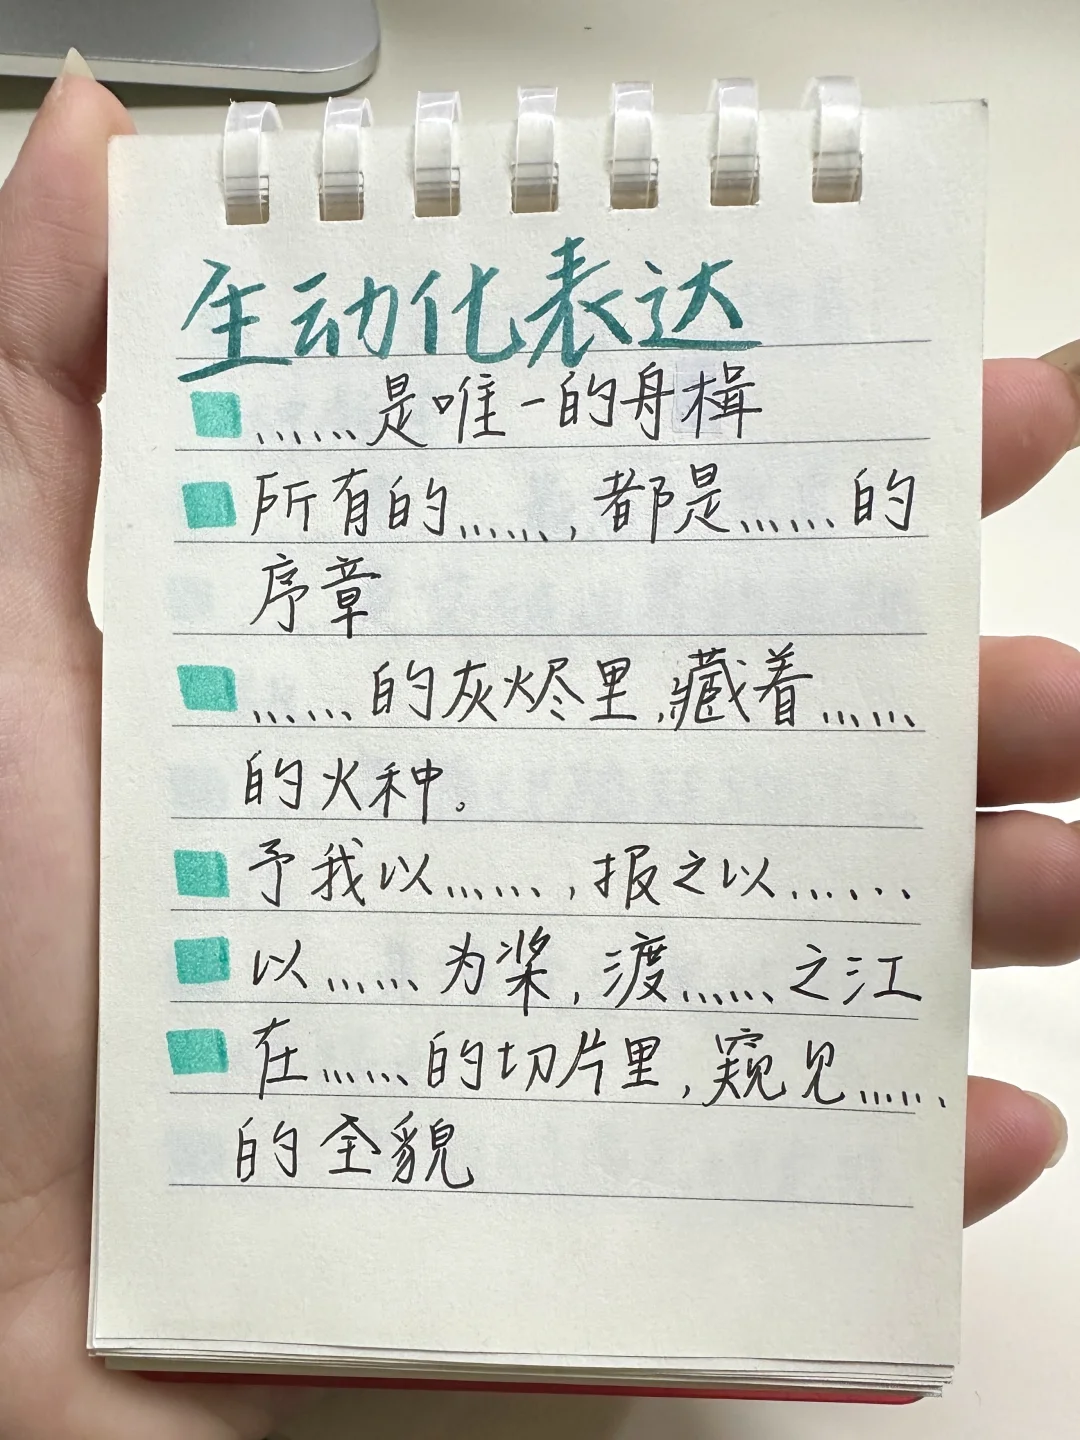 生动化表达
……是唯一的舟楫
所有的……，都是……的
序章
……的灰烬里，藏着……
的火种。
予我以……，报之以……
以……为桨，渡……之江
在……的切片里，窥见……
的全貌